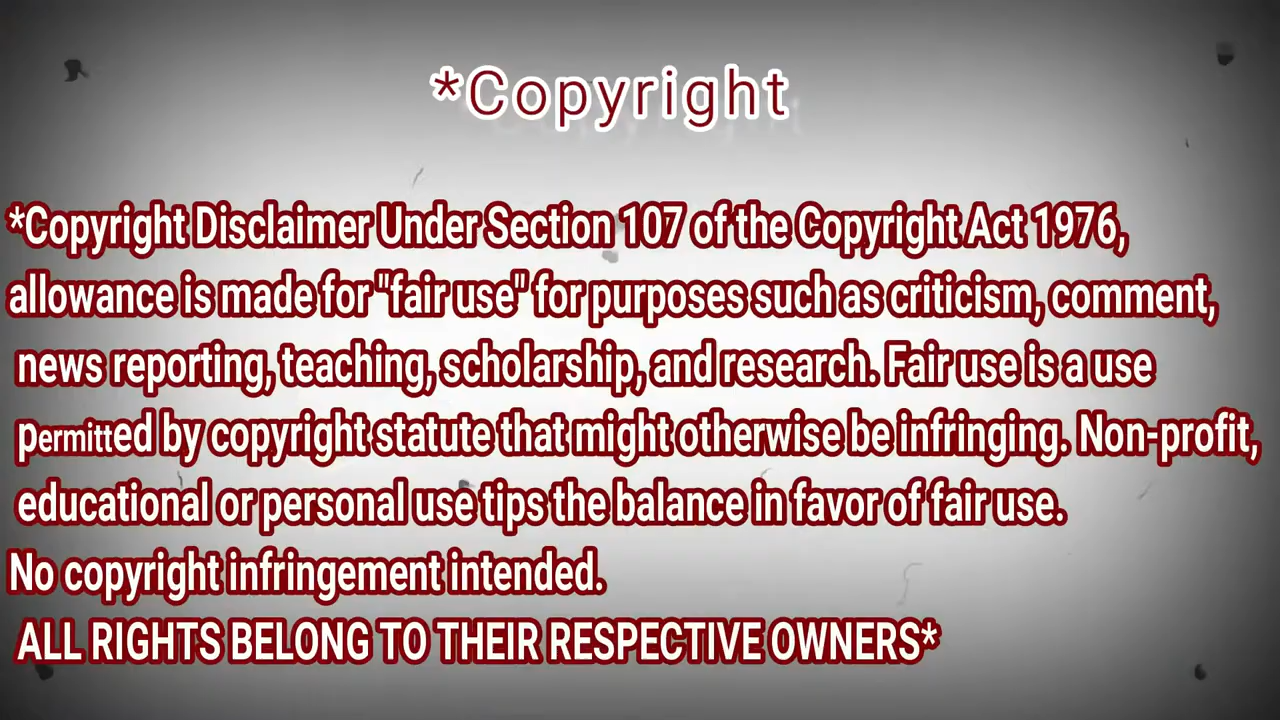 *Copyright
*Copyright Disclaimer Under Section 107 of the Copyright Act 1976,
allowance is made for "fair use" for purposes such as criticism, comment,
news reporting, teaching, scholarship, and research. Fair use is a use
permitted by copyright statute that might otherwise be infringing. Non-profit,
educational or personal use tips the balance in favor of fair use.
No copyright infringement intended.
ALL RIGHTS BELONG TO THEIR RESPECTIVE OWNERS*